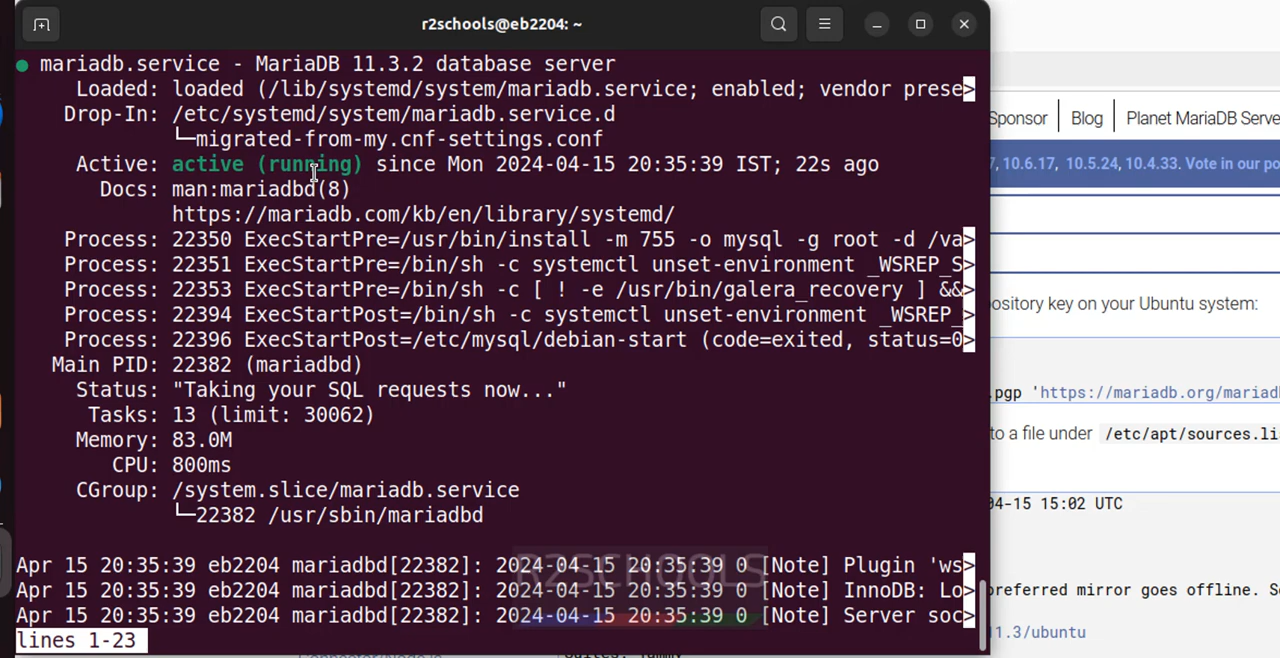 r2schools@eb2204: ~
● mariadb.service - MariaDB 11.3.2 database server
Loaded: loaded (/lib/systemd/system/mariadb.service; enabled; vendor prese>
Drop-In: /etc/systemd/system/mariadb.service.d
└─migrated-from-my.cnf-settings.conf
Active: active (running) since Mon 2024-04-15 20:35:39 IST; 22s ago
Docs: man:mariadbd(8)
https://mariadb.com/kb/en/library/systemd/
Process: 22350 ExecStartPre=/usr/bin/install -m 755 -o mysql -g root -d /va>
Process: 22351 ExecStartPre=/bin/sh -c systemctl unset-environment _WSREP_S>
Process: 22353 ExecStartPre=/bin/sh -c [ ! -e /usr/bin/galera_recovery ] &&>
Process: 22394 ExecStartPost=/bin/sh -c systemctl unset-environment _WSREP_>
Process: 22396 ExecStartPost=/etc/mysql/debian-start (code=exited, status=0>
Main PID: 22382 (mariadbd)
Status: "Taking your SQL requests now..."
Tasks: 13 (limit: 30062)
Memory: 83.0M
CPU: 800ms
CGroup: /system.slice/mariadb.service
└─22382 /usr/sbin/mariadbd
Apr 15 20:35:39 eb2204 mariadbd[22382]: 2024-04-15 20:35:39 0 [Note] Plugin 'ws>
Apr 15 20:35:39 eb2204 mariadbd[22382]: 2024-04-15 20:35:39 0 [Note] InnoDB: Lo>
Apr 15 20:35:39 eb2204 mariadbd[22382]: 2024-04-15 20:35:39 0 [Note] Server soc>
lines 1-23
R2SCHOOLS
Sponsor Blog Planet MariaDB Serve
, 10.6.17, 10.5.24, 10.4.33. Vote in our po
ository key on your Ubuntu system:
.pgp 'https://mariadb.org/mariad
to a file under /etc/apt/sources.li
04-15 15:02 UTC
preferred mirror goes offline. S
11.3/ubuntu